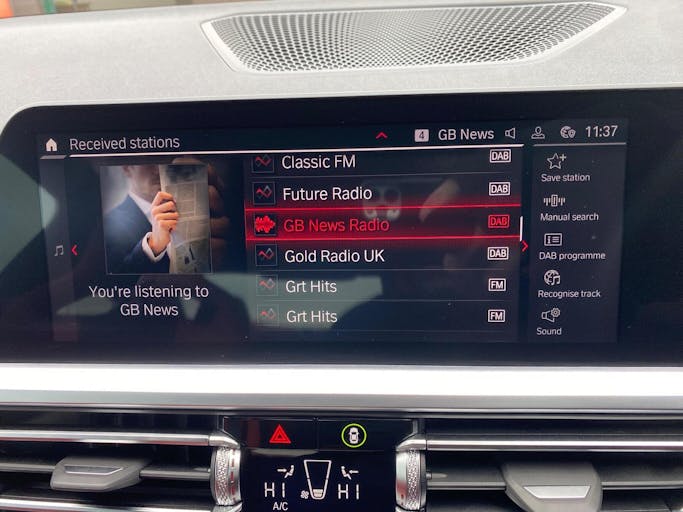 Received stations
4 GB News
11:37
Classic FM DAB
Future Radio DAB
GB News Radio DAB
Gold Radio UK DAB
Grt Hits FM
Grt Hits FM
You're listening to
GB News
Save station
Manual search
DAB programme
Recognise track
Sound
HI
HI
A/C